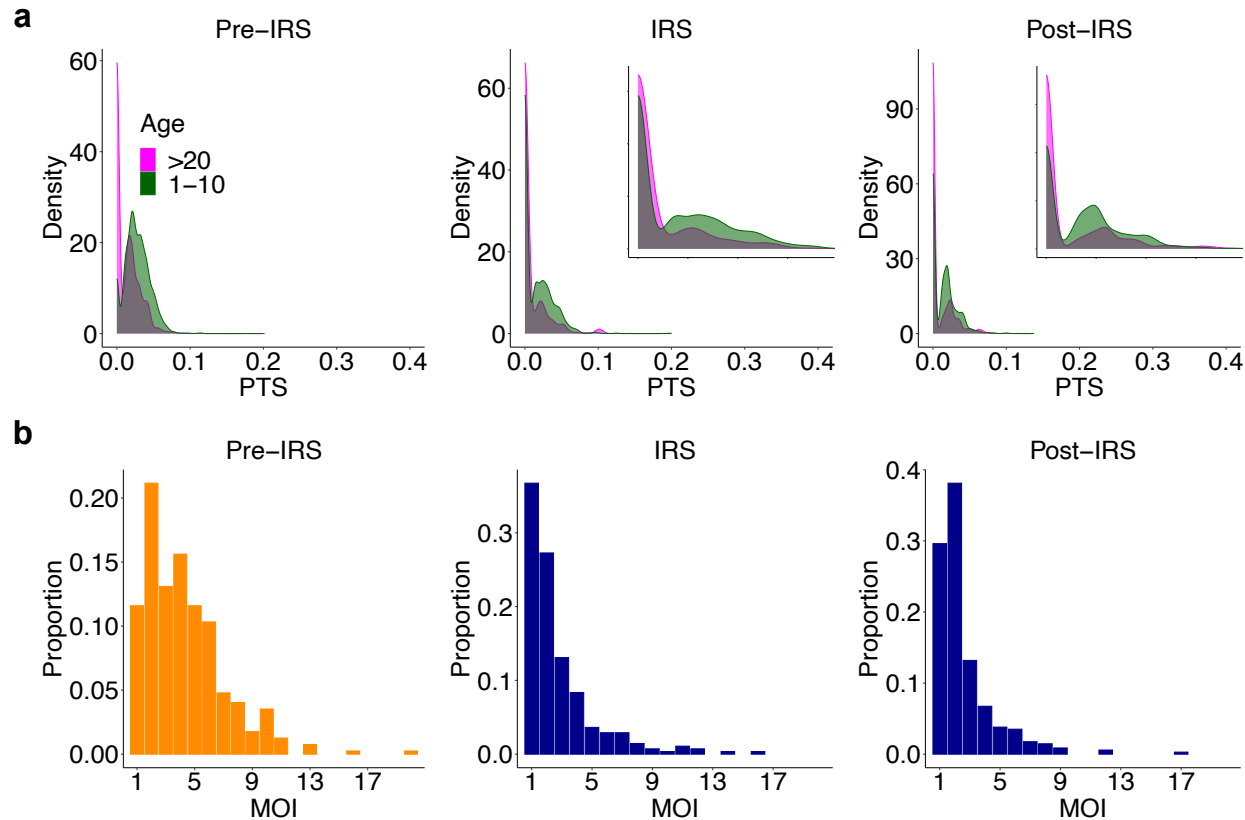 a
Pre−IRS
IRS
Post−IRS
60
40
20
0
Density
Age
>20
1−10
0.0 0.1 0.2 0.3 0.4
PTS
60
40
20
0
Density
0.0 0.1 0.2 0.3 0.4
PTS
90
60
30
0
Density
0.0 0.1 0.2 0.3 0.4
PTS
b
Pre−IRS
IRS
Post−IRS
0.20
0.15
0.10
0.05
0.00
Proportion
1 5 9 13 17
MOI
0.3
0.2
0.1
0.0
Proportion
1 5 9 13 17
MOI
0.4
0.3
0.2
0.1
0.0
Proportion
1 5 9 13 17
MOI